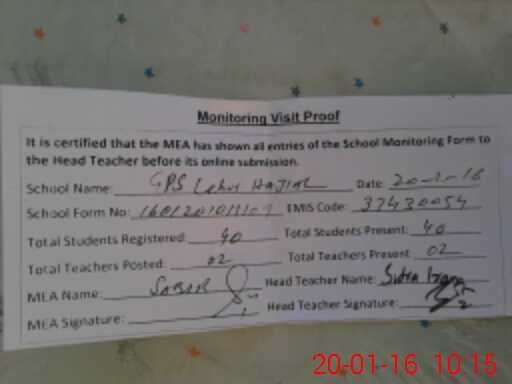 Monitoring Visit Proof
It is certified that the MEA has shown all entries of the School Monitoring Form to
the Head Teacher before its online submission.
School Name: GPS Date: 20-1-16
School Form No: EMIS Code: 37430054
Total Students Registered: 40 Total Students Present: 40
Total Teachers Posted: 02 Total Teachers Present: 02
MEA Name: Head Teacher Name:
MEA Signature: Head Teacher Signature:
20-01-16 10:15